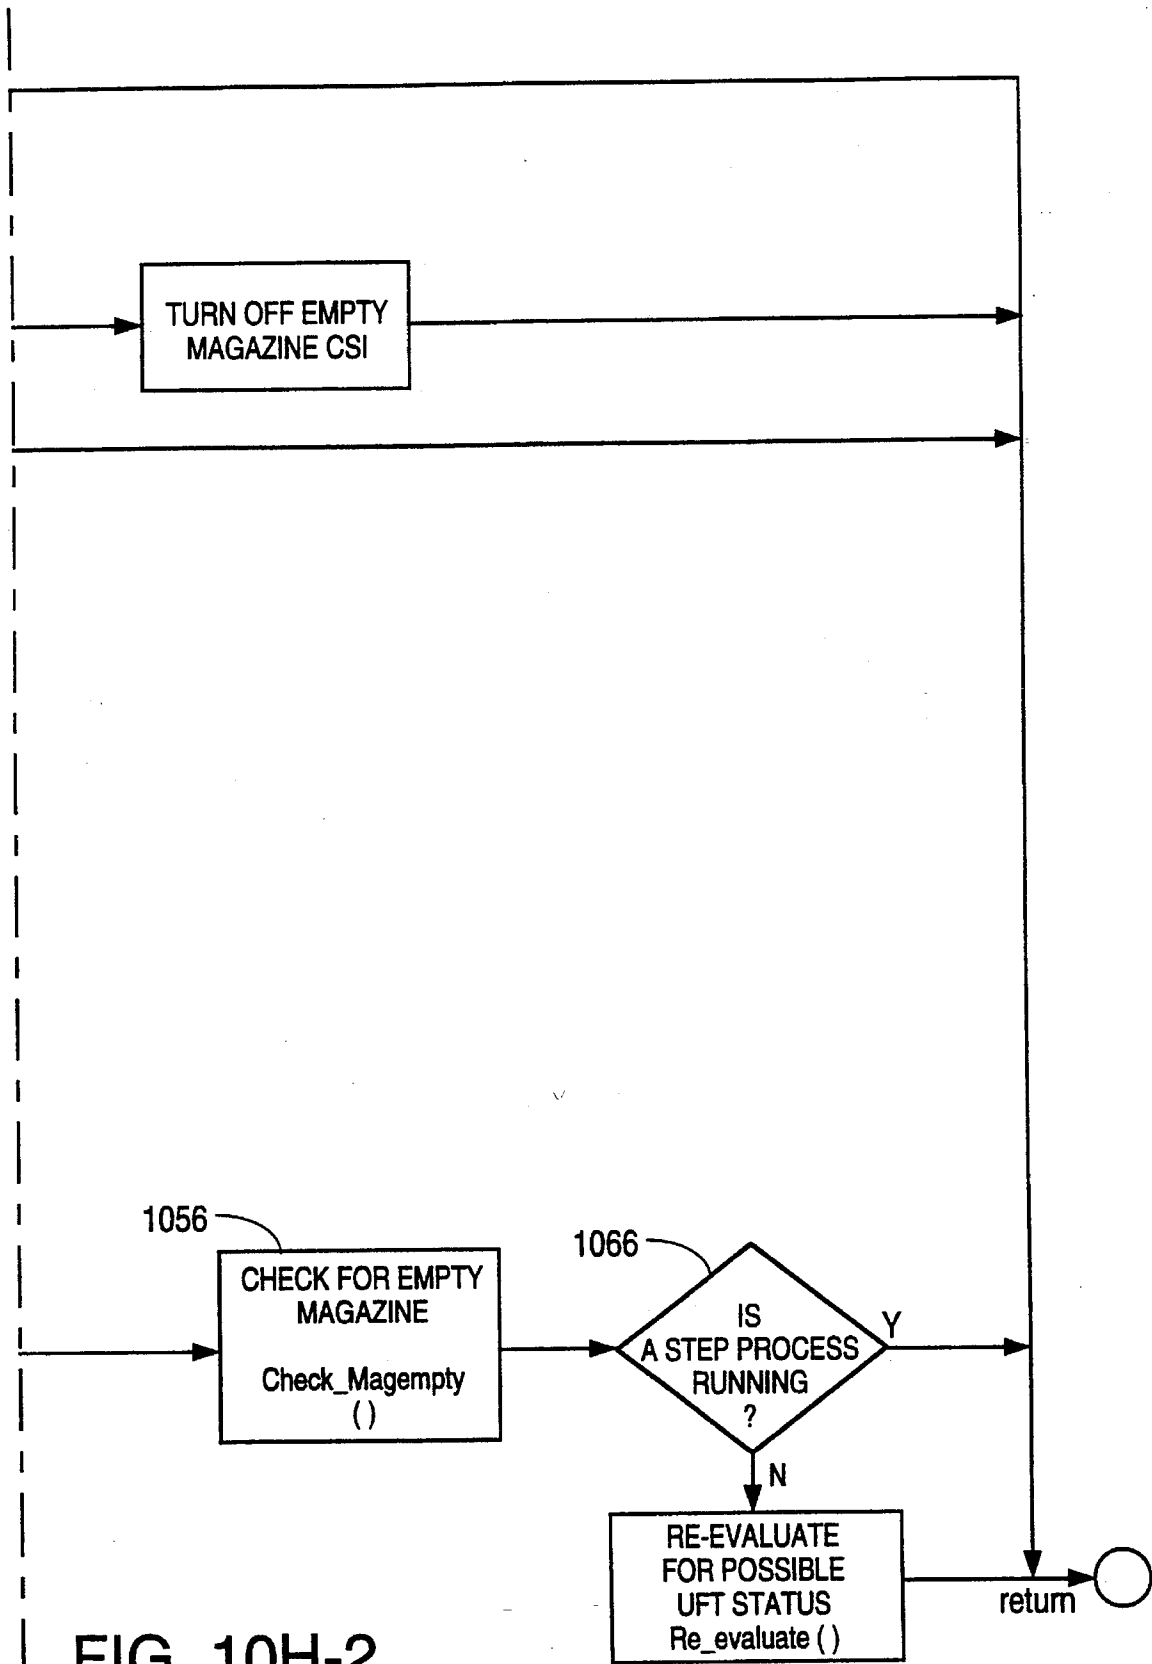 TURN OFF EMPTY
MAGAZINE CSI
1056
CHECK FOR EMPTY
MAGAZINE
Check_Magempty
( )
1066
IS
A STEP PROCESS
RUNNING
?
Y
N
RE-EVALUATE
FOR POSSIBLE
UFT STATUS
Re_evaluate ( )
return
FIG. 10H-2